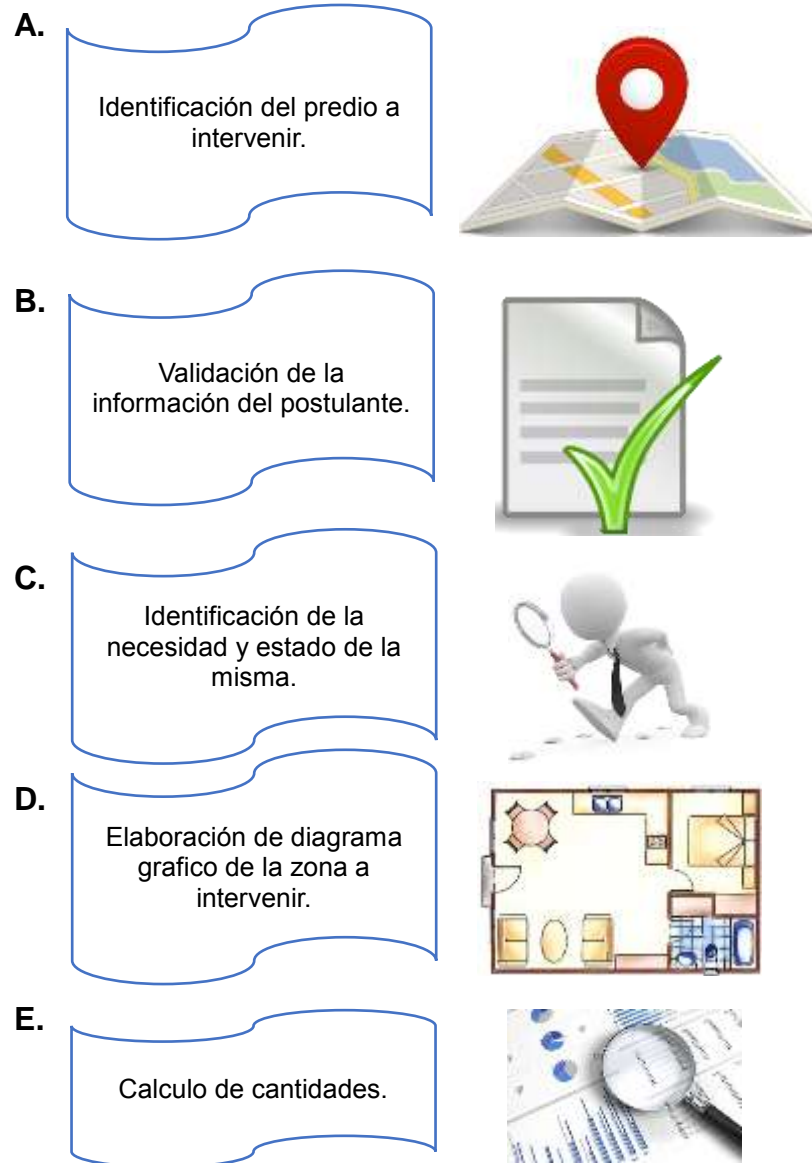 A.
Identificación del predio a
intervenir.
B.
Validación de la
información del postulante.
C.
Identificación de la
necesidad y estado de la
misma.
D.
Elaboración de diagrama
grafico de la zona a
intervenir.
E.
Calculo de cantidades.